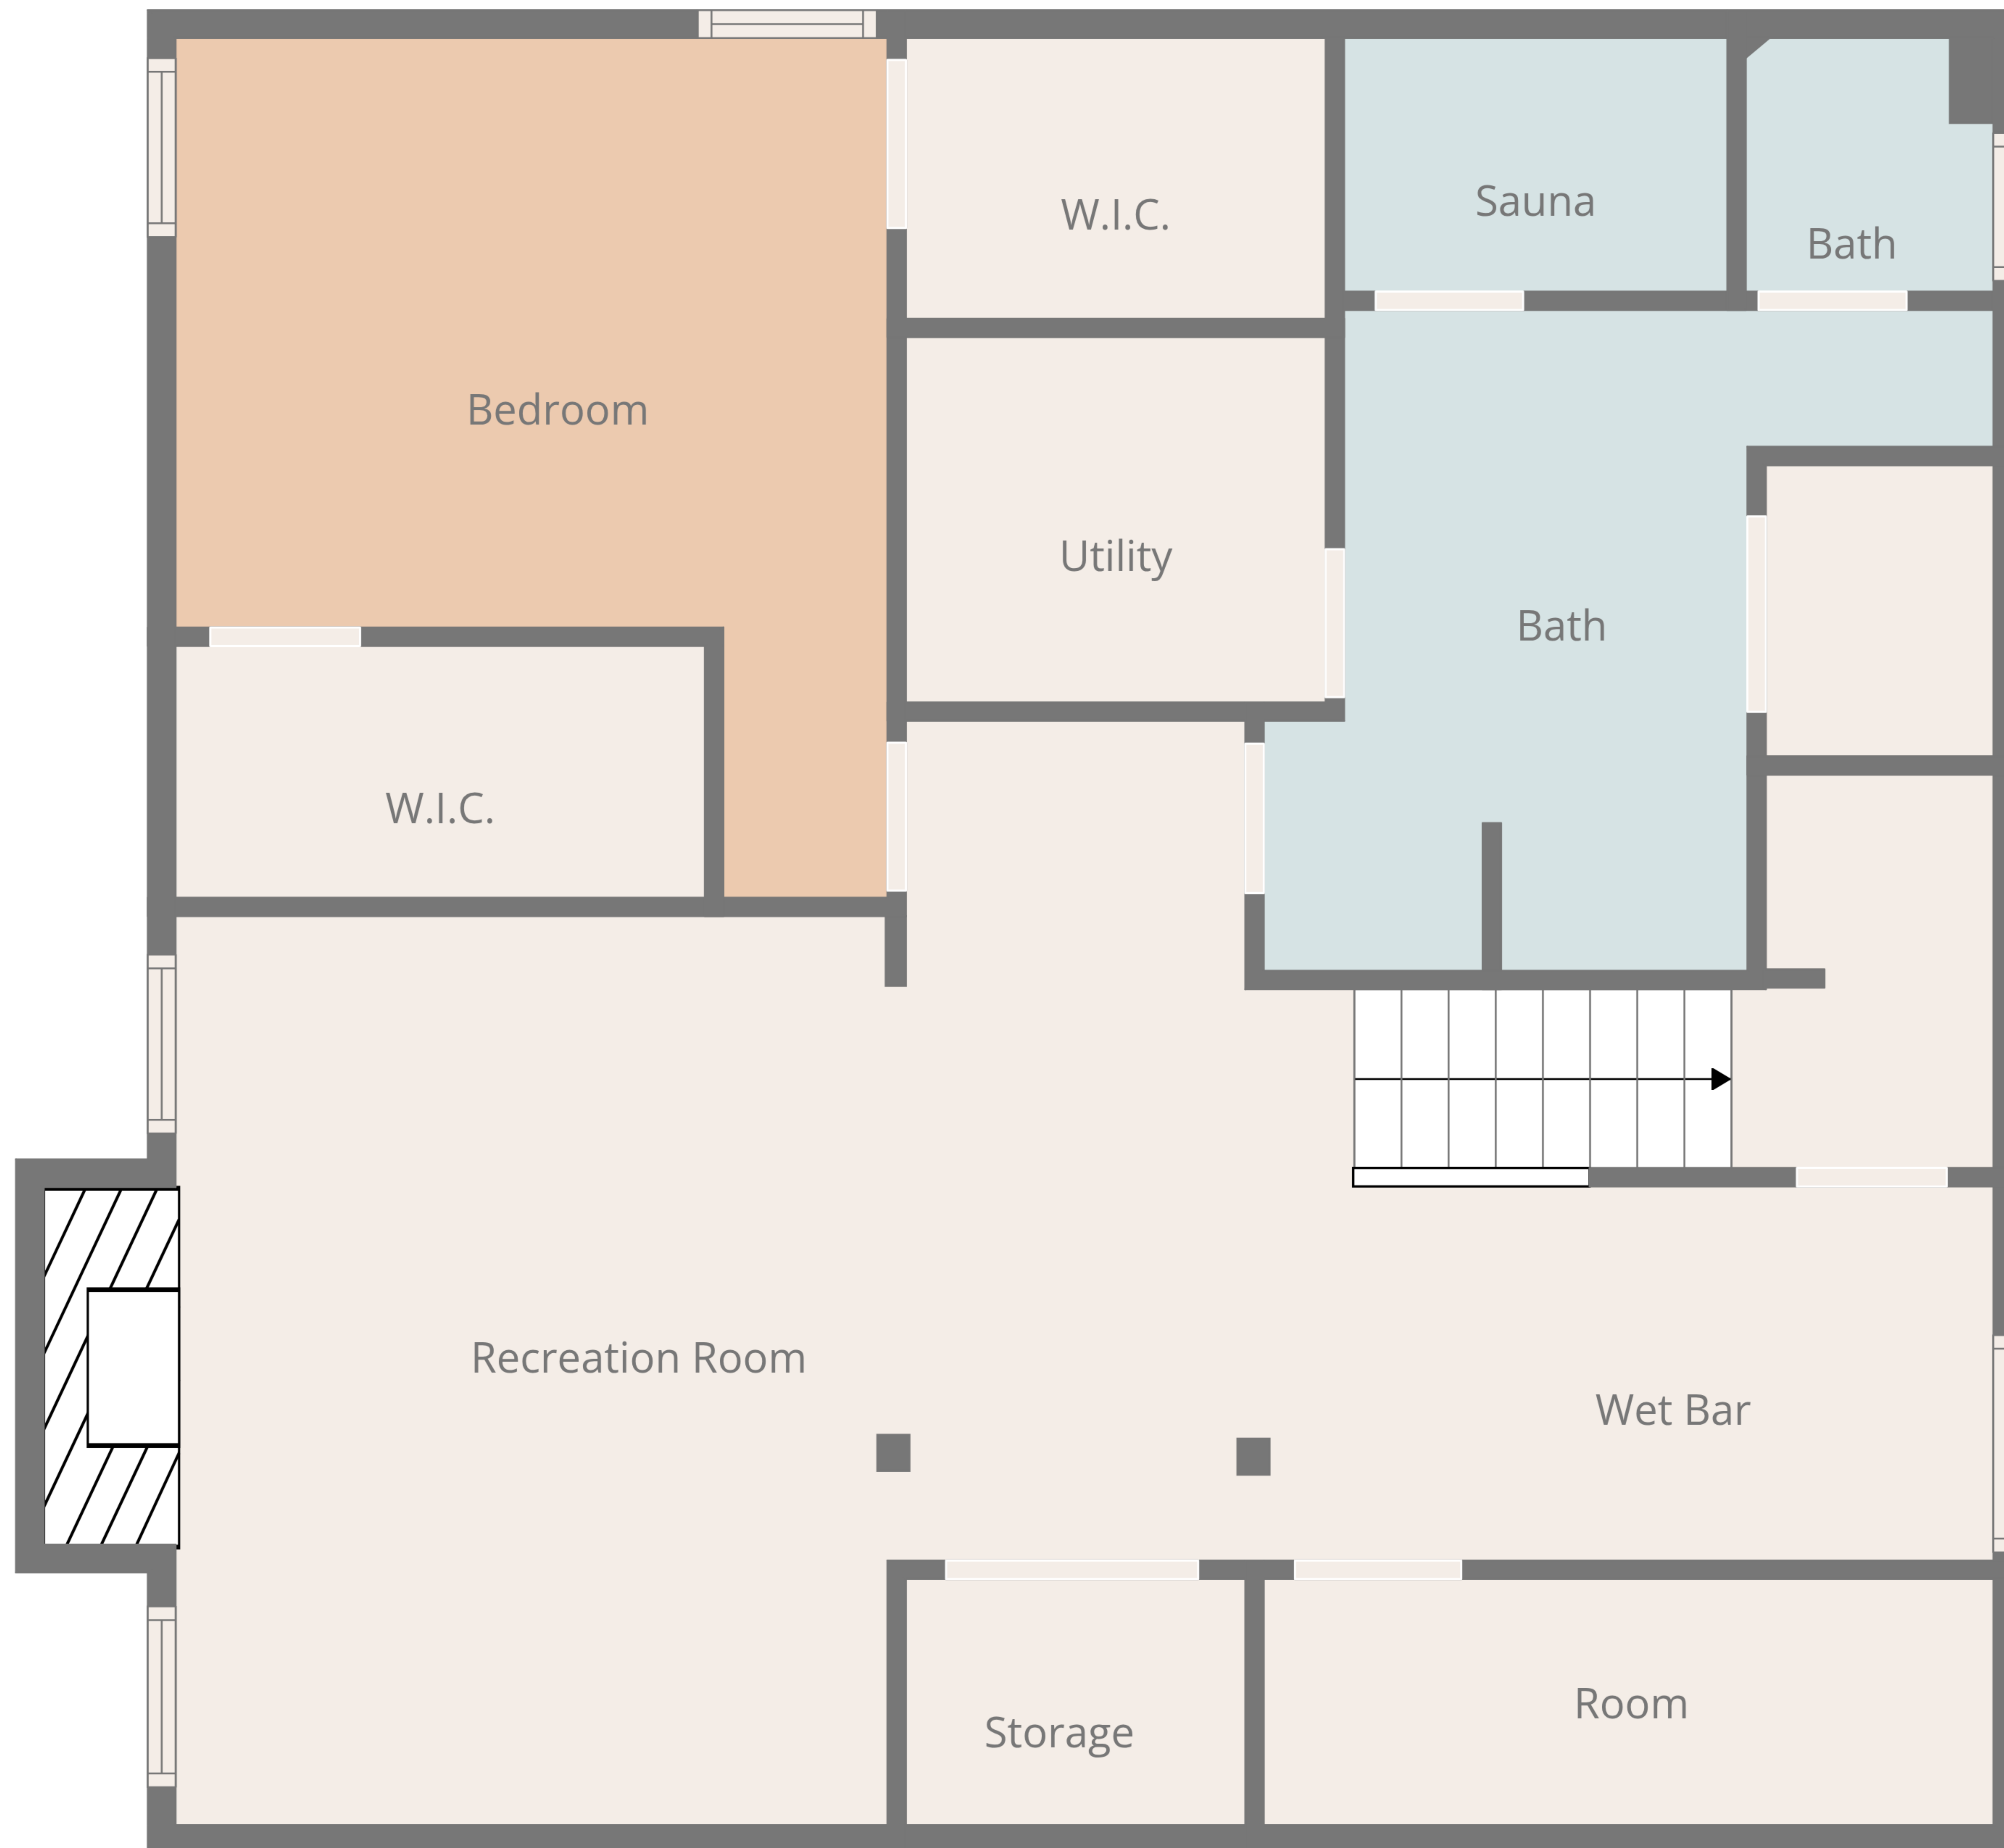 Sauna
W.I.C.
Bath
Bedroom
Utility
Bath
W.I.C.
Recreation Room
Wet Bar
Room
Storage